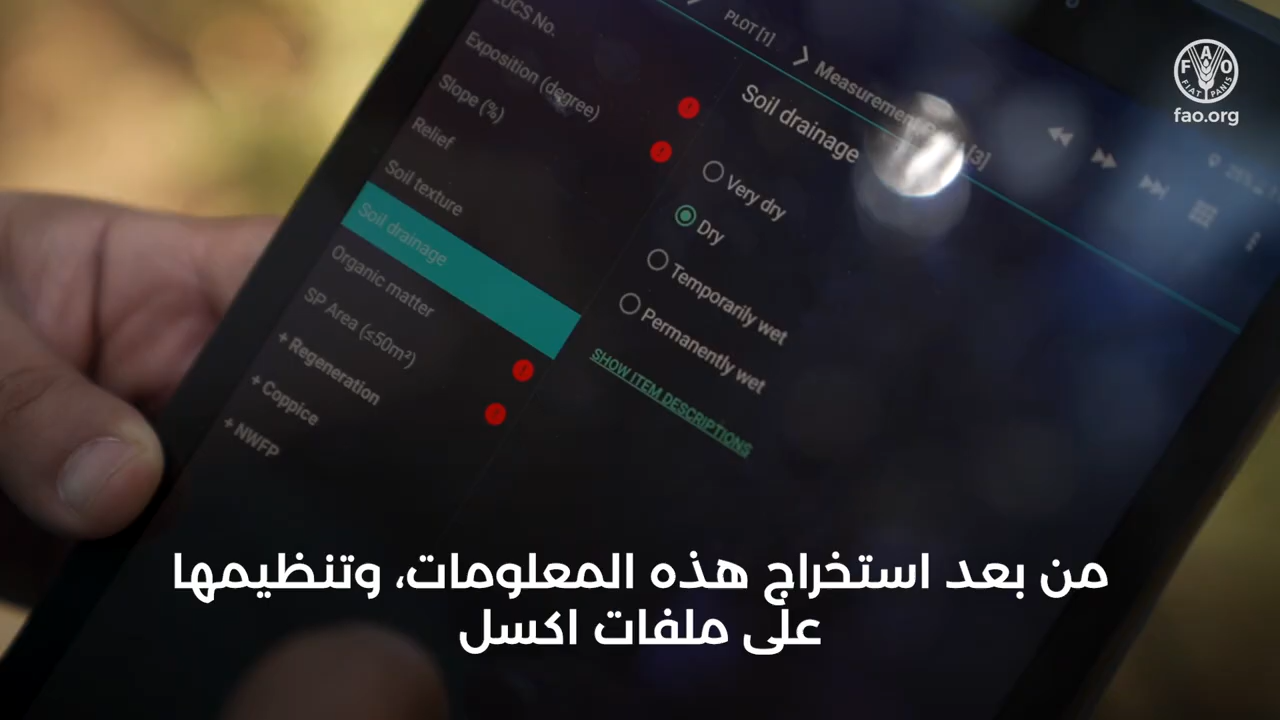 LUCS No.
Exposition (degree)
Slope (%)
Relief
Soil texture
Soil drainage
Organic matter
SP Area (≤50m²)
+ Regeneration
+ Coppice
+ NWFP
PLOT [1]
[3]
Soil drainage
Very dry
Dry
Temporarily wet
Permanently wet
SHOW ITEM DESCRIPTIONS
FAO
FIAT PANIS
fao.org
من بعد استخراج هذه المعلومات، وتنظيمها
على ملفات اكسل